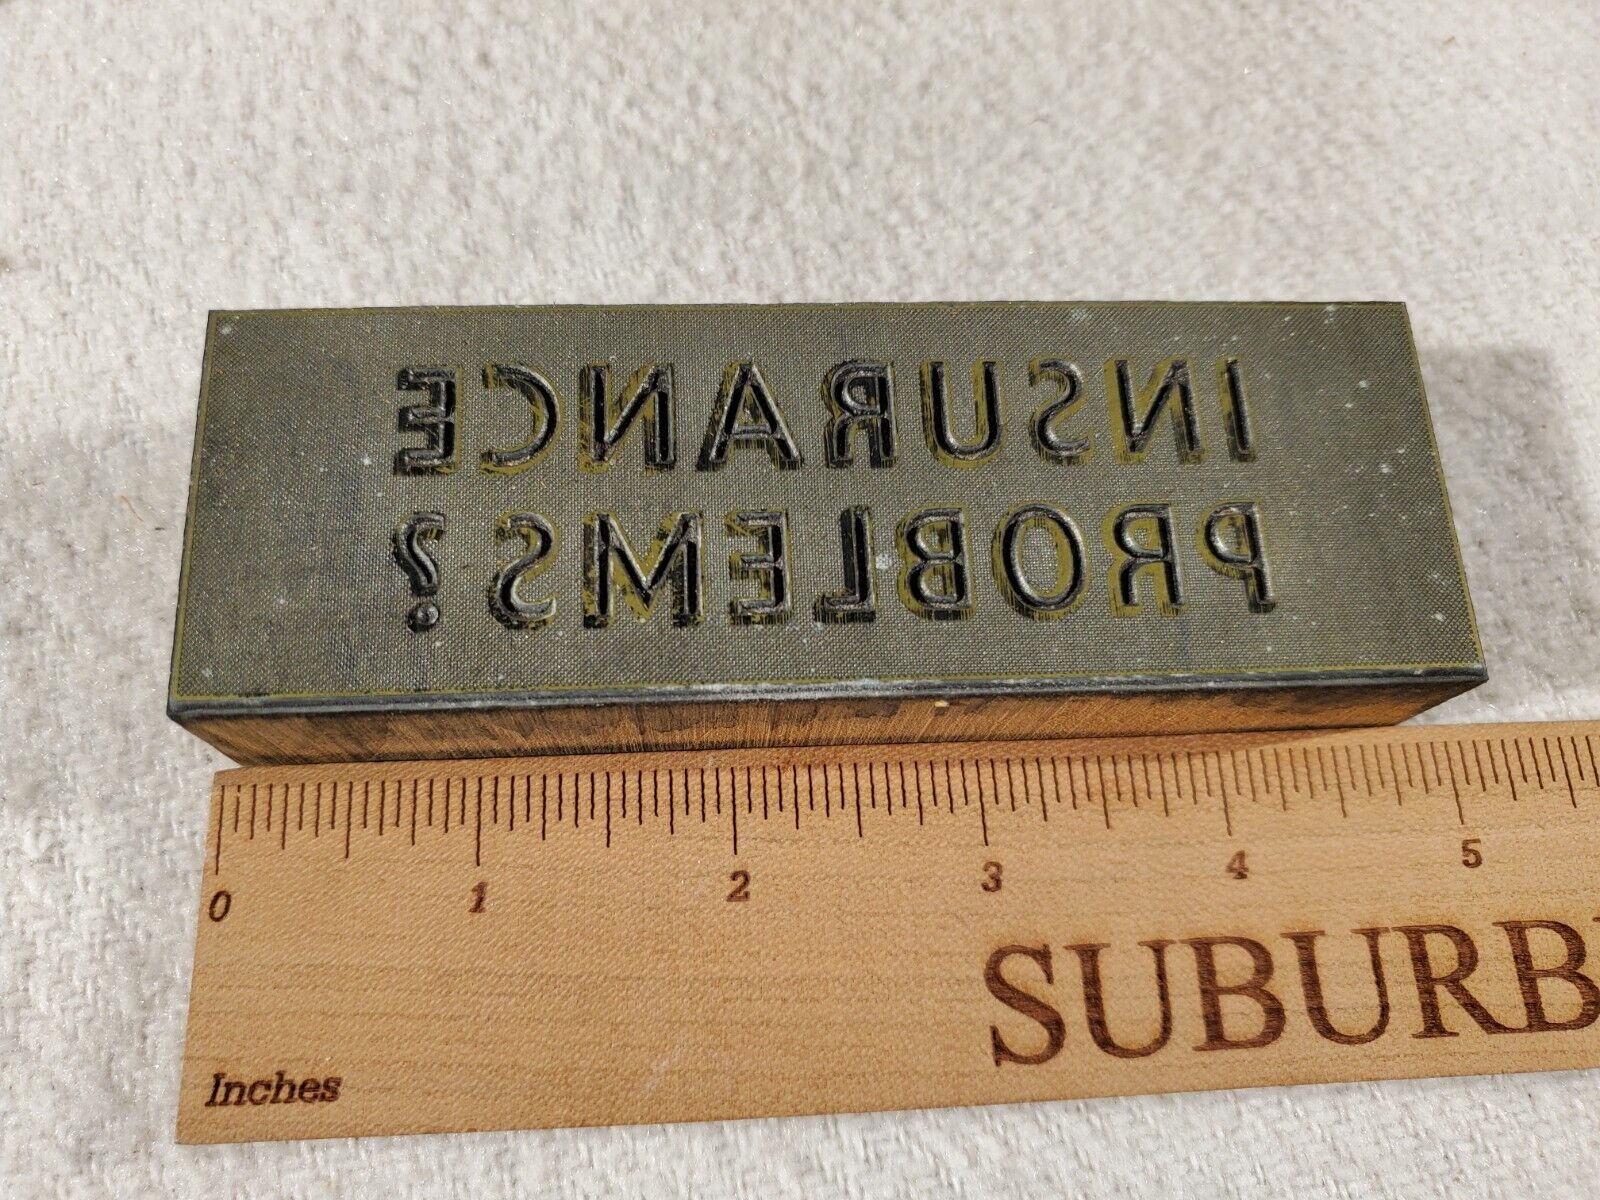 INSURANCE
PROBLEMS?
0 1 2 3 4 5
SUBURB
Inches